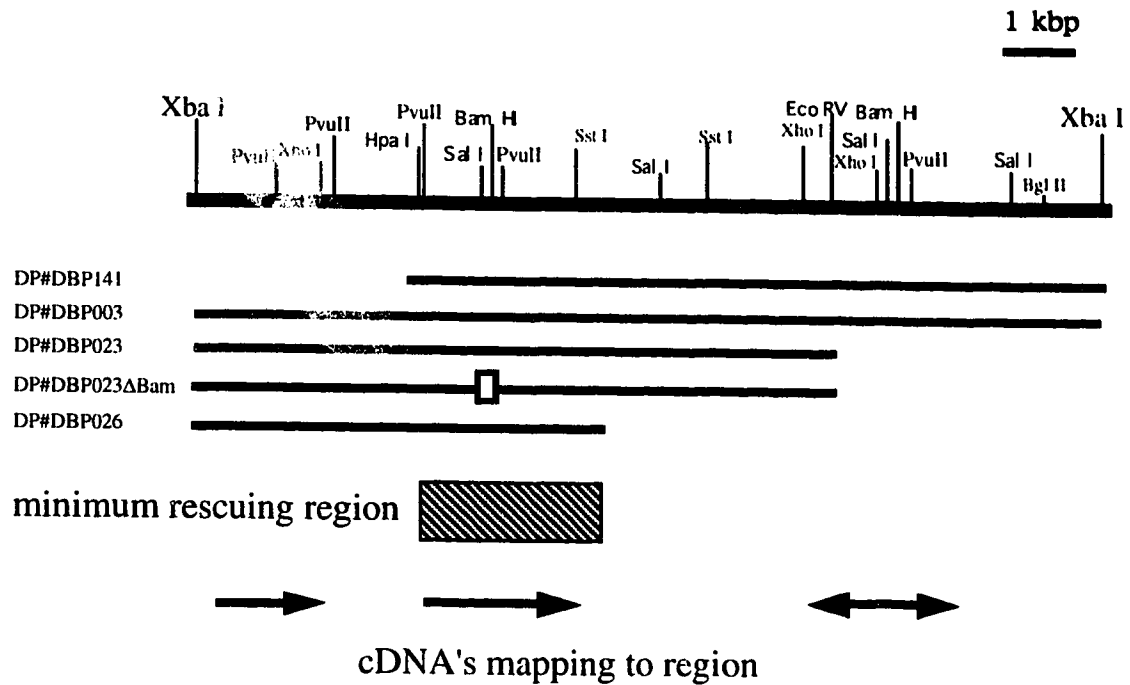 1 kbp
Xba I
PvuII
Xho I
PvuII
Hpa I
PvuII
Sal I
Bam HI
PvuII
Sst I
Sal I
Sst I
Xho I
Eco RV
Xho I
Sal I
Bam HI
PvuII
Sal I
Bgl II
Xba I
DP#DBP141
DP#DBP003
DP#DBP023
DP#DBP023ΔBam
DP#DBP026
minimum rescuing region
cDNA's mapping to region